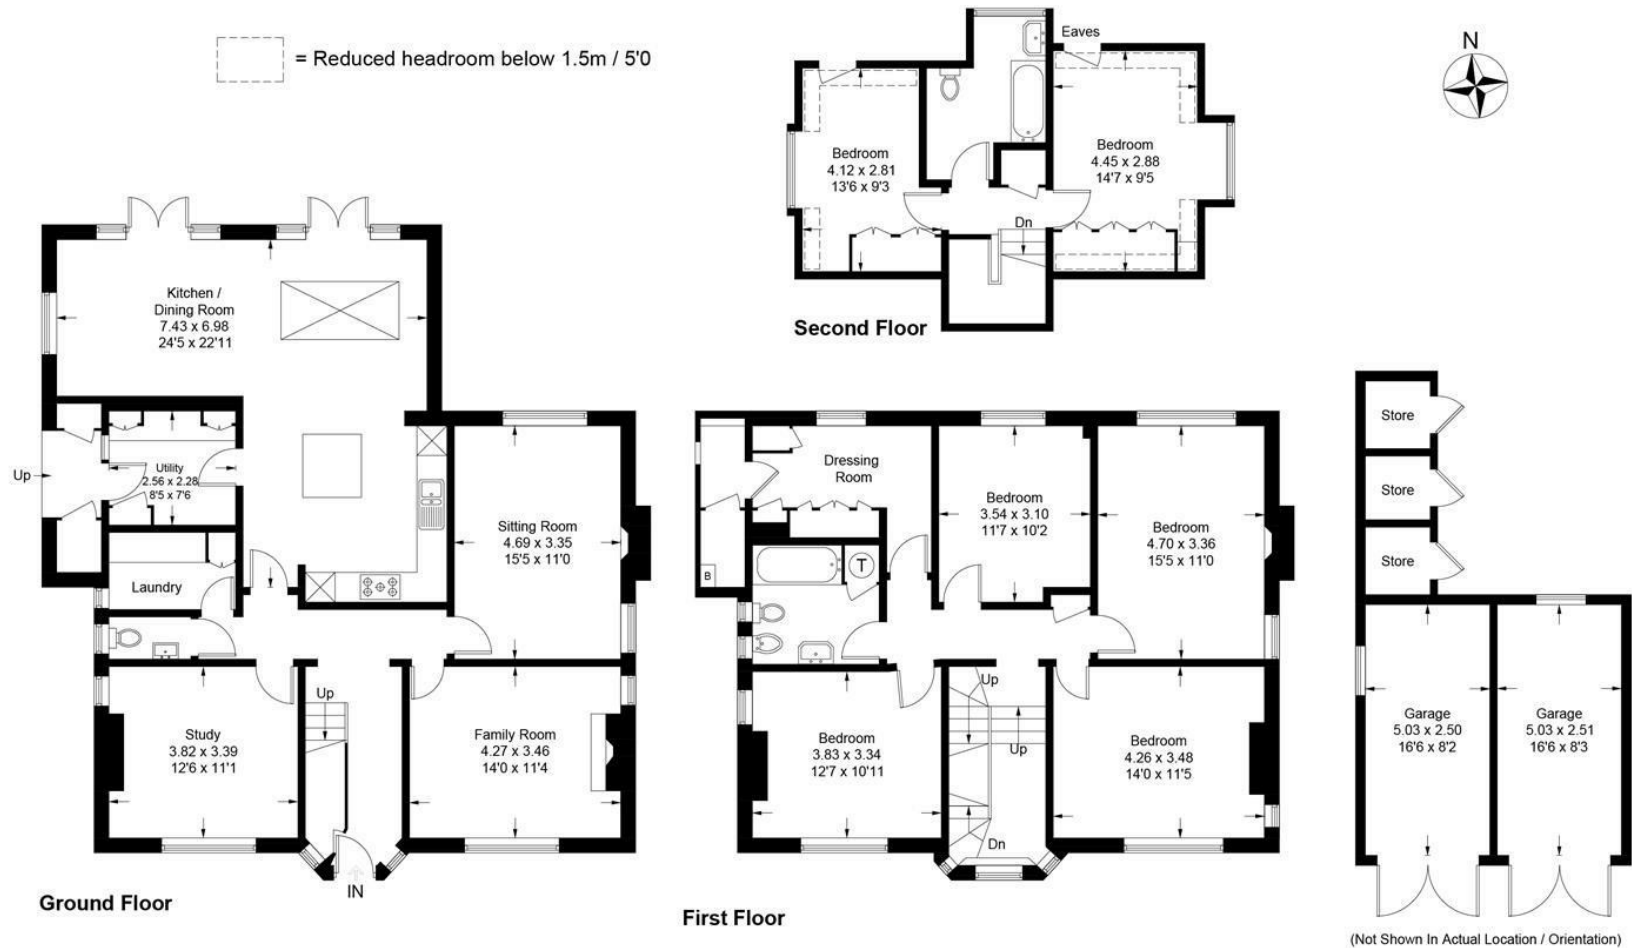 = Reduced headroom below 1.5m / 5'0
Eaves
N
Bedroom
4.12 x 2.81
13'6 x 9'3
Bedroom
4.45 x 2.88
14'7 x 9'5
Dn
Second Floor
Kitchen /
Dining Room
7.43 x 6.98
24'5 x 22'11
Up
Utility
2.56 x 2.28
8'5 x 7'6
Laundry
Sitting Room
4.69 x 3.35
15'5 x 11'0
Study
3.82 x 3.39
12'6 x 11'1
Up
Family Room
4.27 x 3.46
14'0 x 11'4
IN
Ground Floor
Dressing
Room
B
T
Bedroom
3.54 x 3.10
11'7 x 10'2
Bedroom
4.70 x 3.36
15'5 x 11'0
Bedroom
3.83 x 3.34
12'7 x 10'11
Up
Up
Dn
Bedroom
4.26 x 3.48
14'0 x 11'5
First Floor
Store
Store
Store
Garage
5.03 x 2.50
16'6 x 8'2
Garage
5.03 x 2.51
16'6 x 8'3
(Not Shown In Actual Location / Orientation)